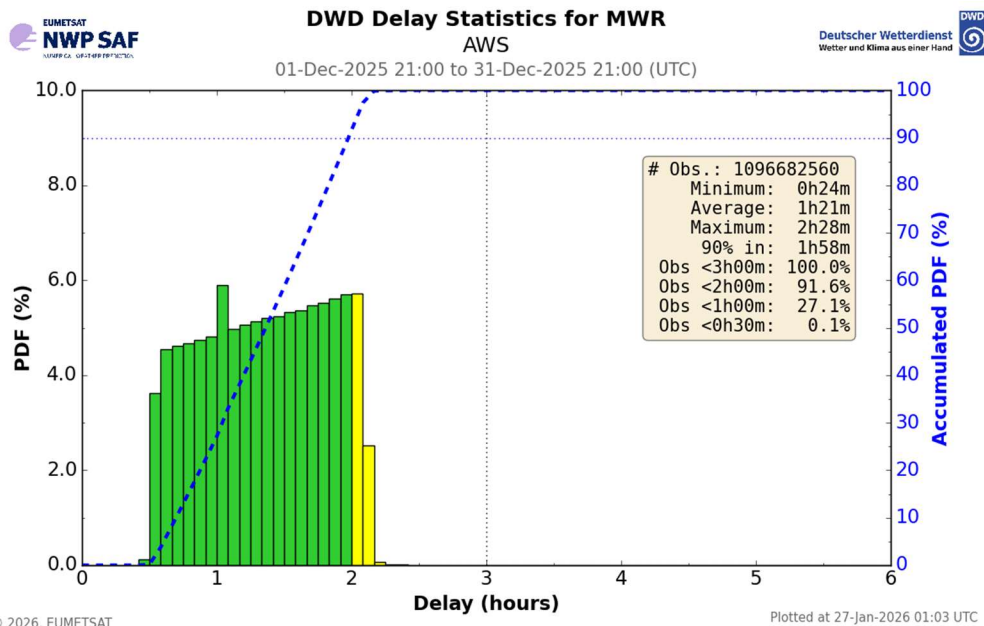 EUMETSAT
NWP SAF
NUMERICAL WEATHER PREDICTION
DWD Delay Statistics for MWR
AWS
01-Dec-2025 21:00 to 31-Dec-2025 21:00 (UTC)
DWD
Deutscher Wetterdienst
Wetter und Klima aus einer Hand
PDF (%)
10.0
8.0
6.0
4.0
2.0
0.0
# Obs.: 1096682560
Minimum: 0h24m
Average: 1h21m
Maximum: 2h28m
90% in: 1h58m
Obs <3h00m: 100.0%
Obs <2h00m: 91.6%
Obs <1h00m: 27.1%
Obs <0h30m: 0.1%
100
90
80
70
60
50
40
30
20
10
0
Accumulated PDF (%)
0 1 2 3 4 5 6
Delay (hours)
© 2026, EUMETSAT
Plotted at 27-Jan-2026 01:03 UTC